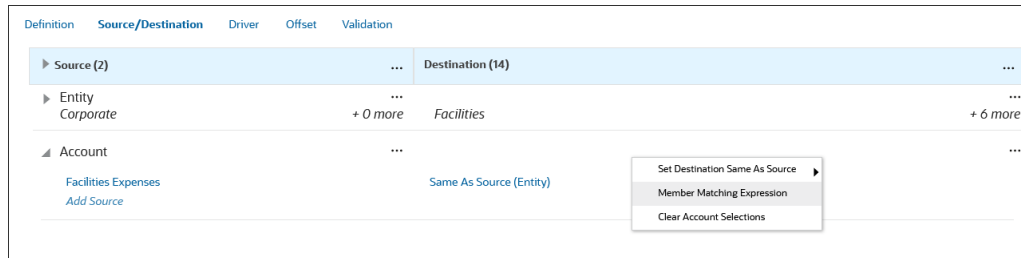 Definition Source/Destination Driver Offset Validation
Source (2) ... Destination (14) ...
Entity ... ...
Corporate + 0 more Facilities + 6 more
Account ... ...
Set Destination Same As Source
Facilities Expenses Same As Source (Entity)
Member Matching Expression
Add Source
Clear Account Selections